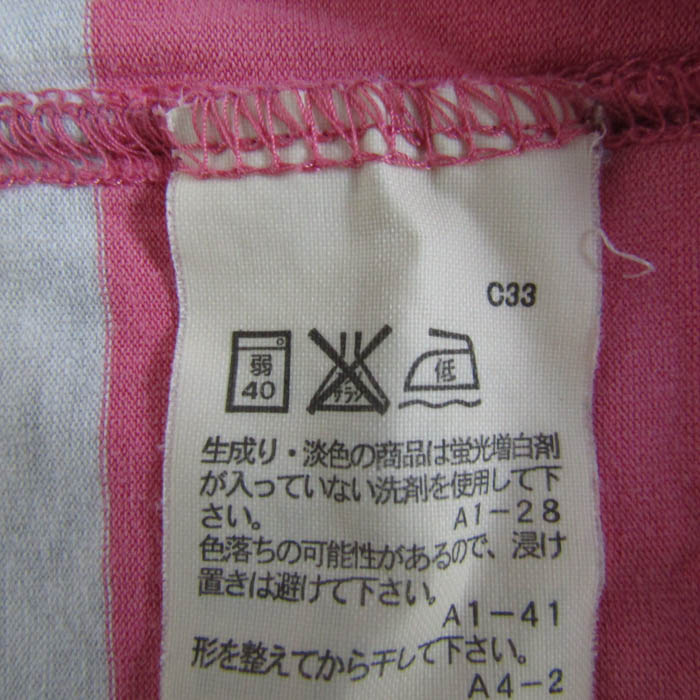 C33
弱 サラシ 低
40
生成り・淡色の商品は蛍光増白剤
が入っていない洗剤を使用して下
さい。 A1-28
色落ちの可能性があるので、浸け
置きは避けて下さい。
A1-41
形を整えてから干して下さい。
A4-2